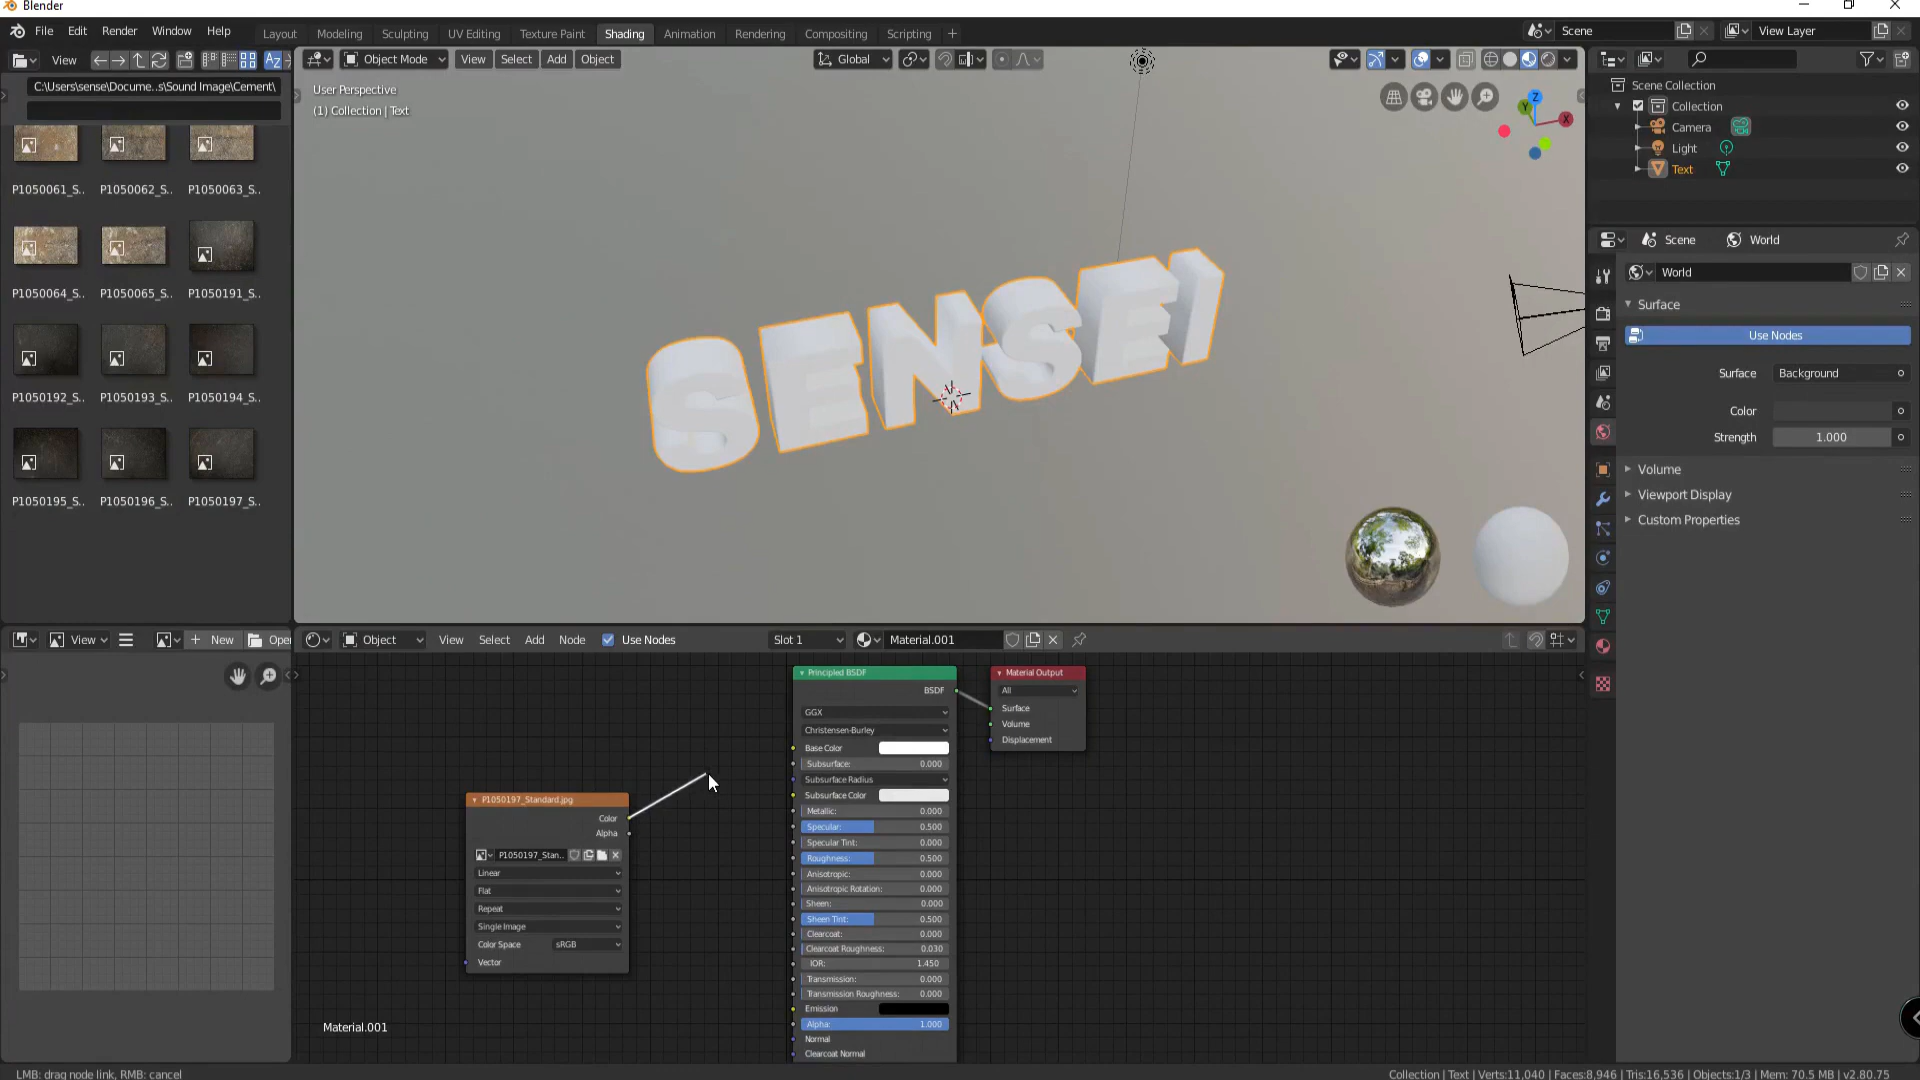 Blender
File Edit Render Window Help
Layout Modeling Sculpting UV Editing Texture Paint Shading Animation Rendering Compositing Scripting +
Scene
View Layer
View
Object Mode View Select Add Object
Global
C:\Users\sense\Docume..s\Sound Image\Cement\
User Perspective
(1) Collection | Text
P1050061_S.. P1050062_S.. P1050063_S..
P1050064_S.. P1050065_S.. P1050191_S..
P1050192_S.. P1050193_S.. P1050194_S..
P1050195_S.. P1050196_S.. P1050197_S..
SENSEI
Z
Y
X
Scene Collection
Collection
Camera
Light
Text
Scene World
World
Surface
Use Nodes
Surface Background
Color
Strength 1.000
Volume
Viewport Display
Custom Properties
View + New Open
Object View Select Add Node Use Nodes Slot 1 Material.001
P1050197_Standard.jpg
Color
Alpha
P1050197_Stan..
Linear
Flat
Repeat
Single Image
Color Space sRGB
Vector
Principled BSDF
BSDF
GGX
Christensen-Burley
Base Color
Subsurface: 0.000
Subsurface Radius
Subsurface Color
Metallic: 0.000
Specular: 0.500
Specular Tint: 0.000
Roughness: 0.500
Anisotropic: 0.000
Anisotropic Rotation: 0.000
Sheen: 0.000
Sheen Tint: 0.500
Clearcoat: 0.000
Clearcoat Roughness: 0.030
IOR: 1.450
Transmission: 0.000
Transmission Roughness: 0.000
Emission
Alpha: 1.000
Normal
Clearcoat Normal
Material Output
All
Surface
Volume
Displacement
Material.001
LMB: drag node link, RMB: cancel
Collection | Text | Verts:11,040 | Faces:8,946 | Tris:16,536 | Objects:1/3 | Mem: 70.5 MB | v2.80.75